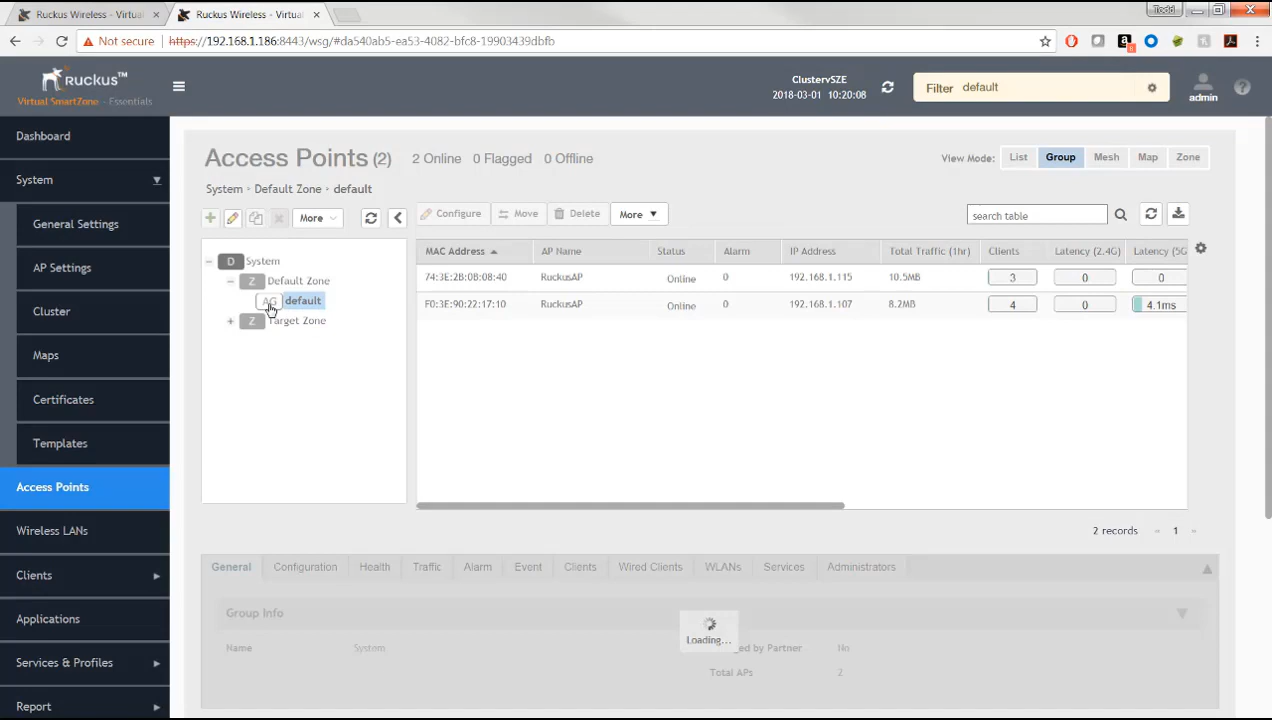 Ruckus Wireless - Virtual
Ruckus Wireless - Virtual
Todd
Not secure https://192.168.1.186:8443/wsg/#da540ab5-ea53-4082-bfc8-19903439dbfb
RUCKUS™
Virtual SmartZone - Essentials
ClustervSZE
2018-03-01 10:20:08
Filter default
admin
Dashboard
System
General Settings
AP Settings
Cluster
Maps
Certificates
Templates
Access Points
Wireless LANs
Clients
Applications
Services & Profiles
Report
Access Points (2) 2 Online 0 Flagged 0 Offline
View Mode: List Group Mesh Map Zone
System Default Zone default
More
Configure Move Delete More
search table
D System
Z Default Zone
AG default
Z Target Zone
MAC Address AP Name Status Alarm IP Address Total Traffic (1hr) Clients Latency (2.4G) Latency (5G
74:3E:2B:0B:08:40 RuckusAP Online 0 192.168.1.115 10.5MB 3 0 0
F0:3E:90:22:17:10 RuckusAP Online 0 192.168.1.107 8.2MB 4 0 4.1ms
2 records 1
General Configuration Health Traffic Alarm Event Clients Wired Clients WLANs Services Administrators
Group Info
Loading...
Name System by Partner No
Total APs 2